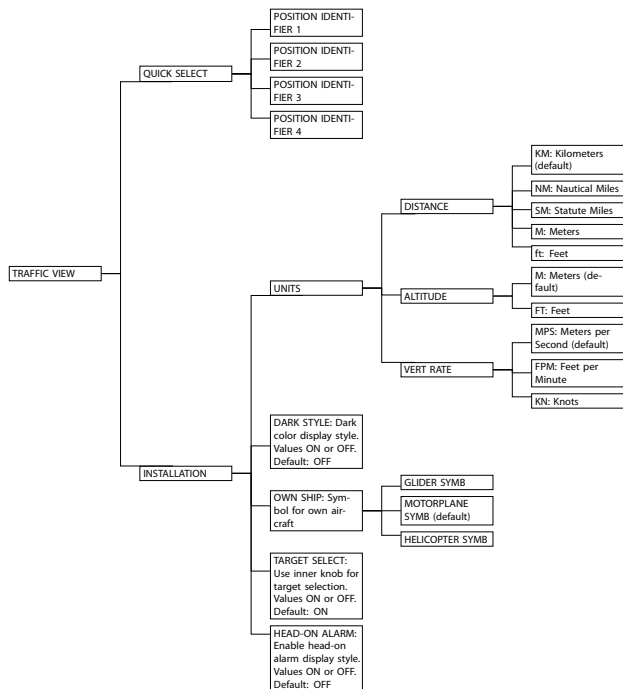 TRAFFIC VIEW
QUICK SELECT
POSITION IDENTI-
FIER 1
POSITION IDENTI-
FIER 2
POSITION IDENTI-
FIER 3
POSITION IDENTI-
FIER 4
INSTALLATION
UNITS
DISTANCE
KM: Kilometers
(default)
NM: Nautical Miles
SM: Statute Miles
M: Meters
ft: Feet
ALTITUDE
M: Meters (de-
fault)
FT: Feet
VERT RATE
MPS: Meters per
Second (default)
FPM: Feet per
Minute
KN: Knots
DARK STYLE: Dark
color display style.
Values ON or OFF.
Default: OFF
OWN SHIP: Sym-
bol for own air-
craft
GLIDER SYMB
MOTORPLANE
SYMB (default)
HELICOPTER SYMB
TARGET SELECT:
Use inner knob for
target selection.
Values ON or OFF.
Default: ON
HEAD-ON ALARM:
Enable head-on
alarm display style.
Values ON or OFF.
Default: OFF